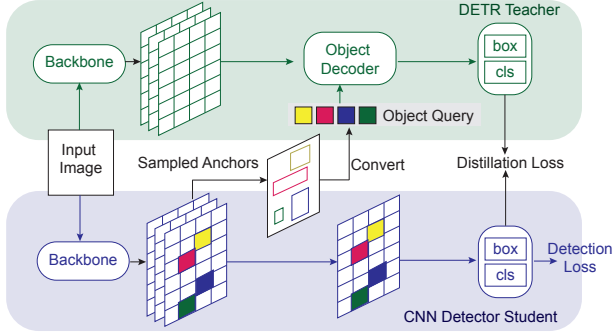 DETR Teacher
Backbone
Object
Decoder
box
cls
Object Query
Input
Image
Sampled Anchors
Convert
Distillation Loss
Backbone
box
cls
Detection
Loss
CNN Detector Student